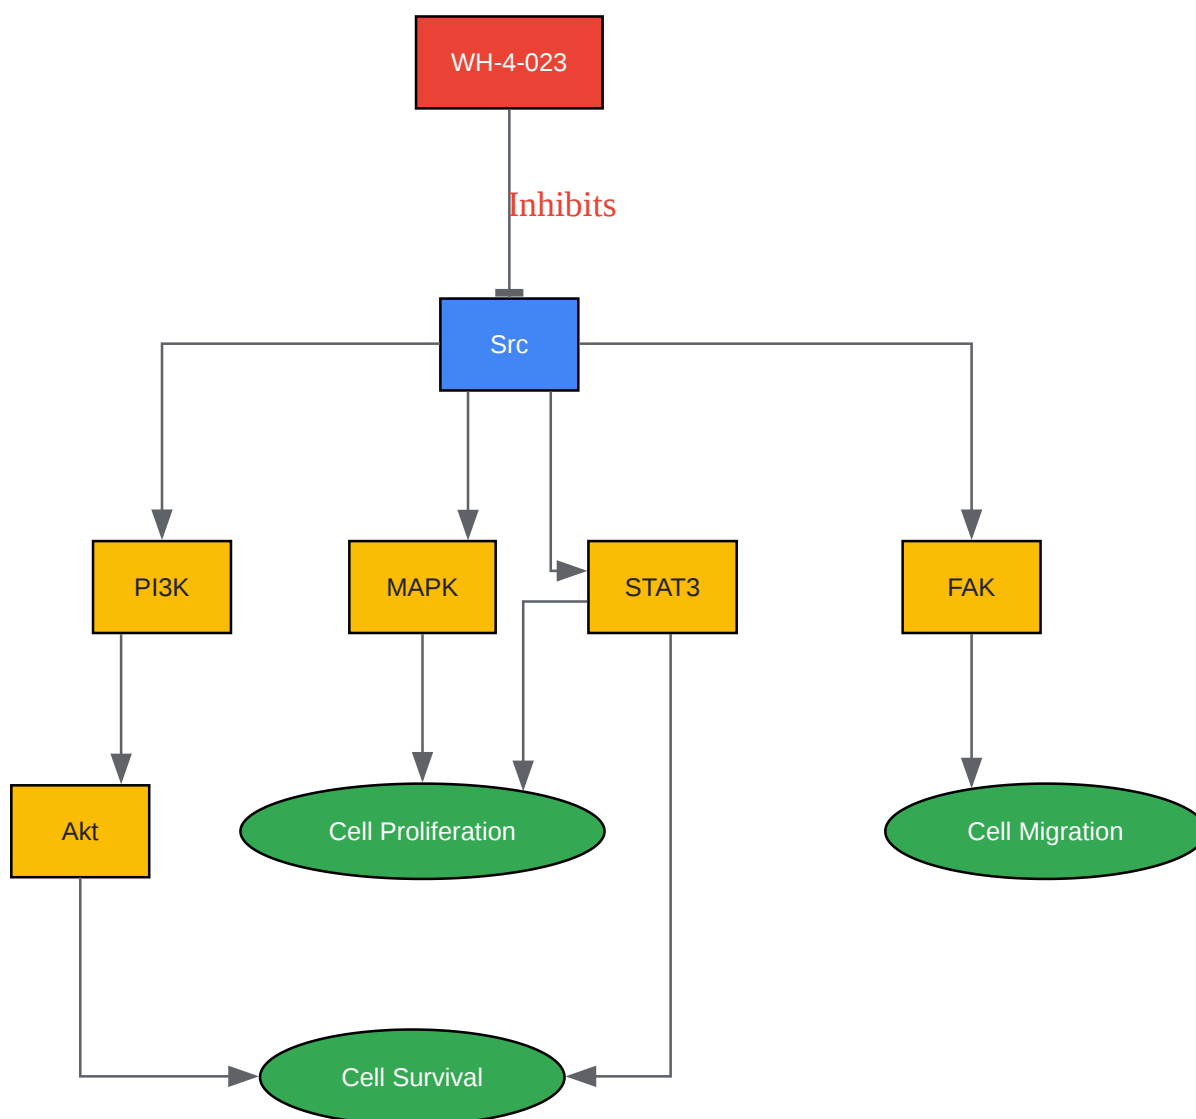 WH-4-023
Inhibits
Src
PI3K
MAPK
STAT3
FAK
Akt
Cell Proliferation
Cell Migration
Cell Survival